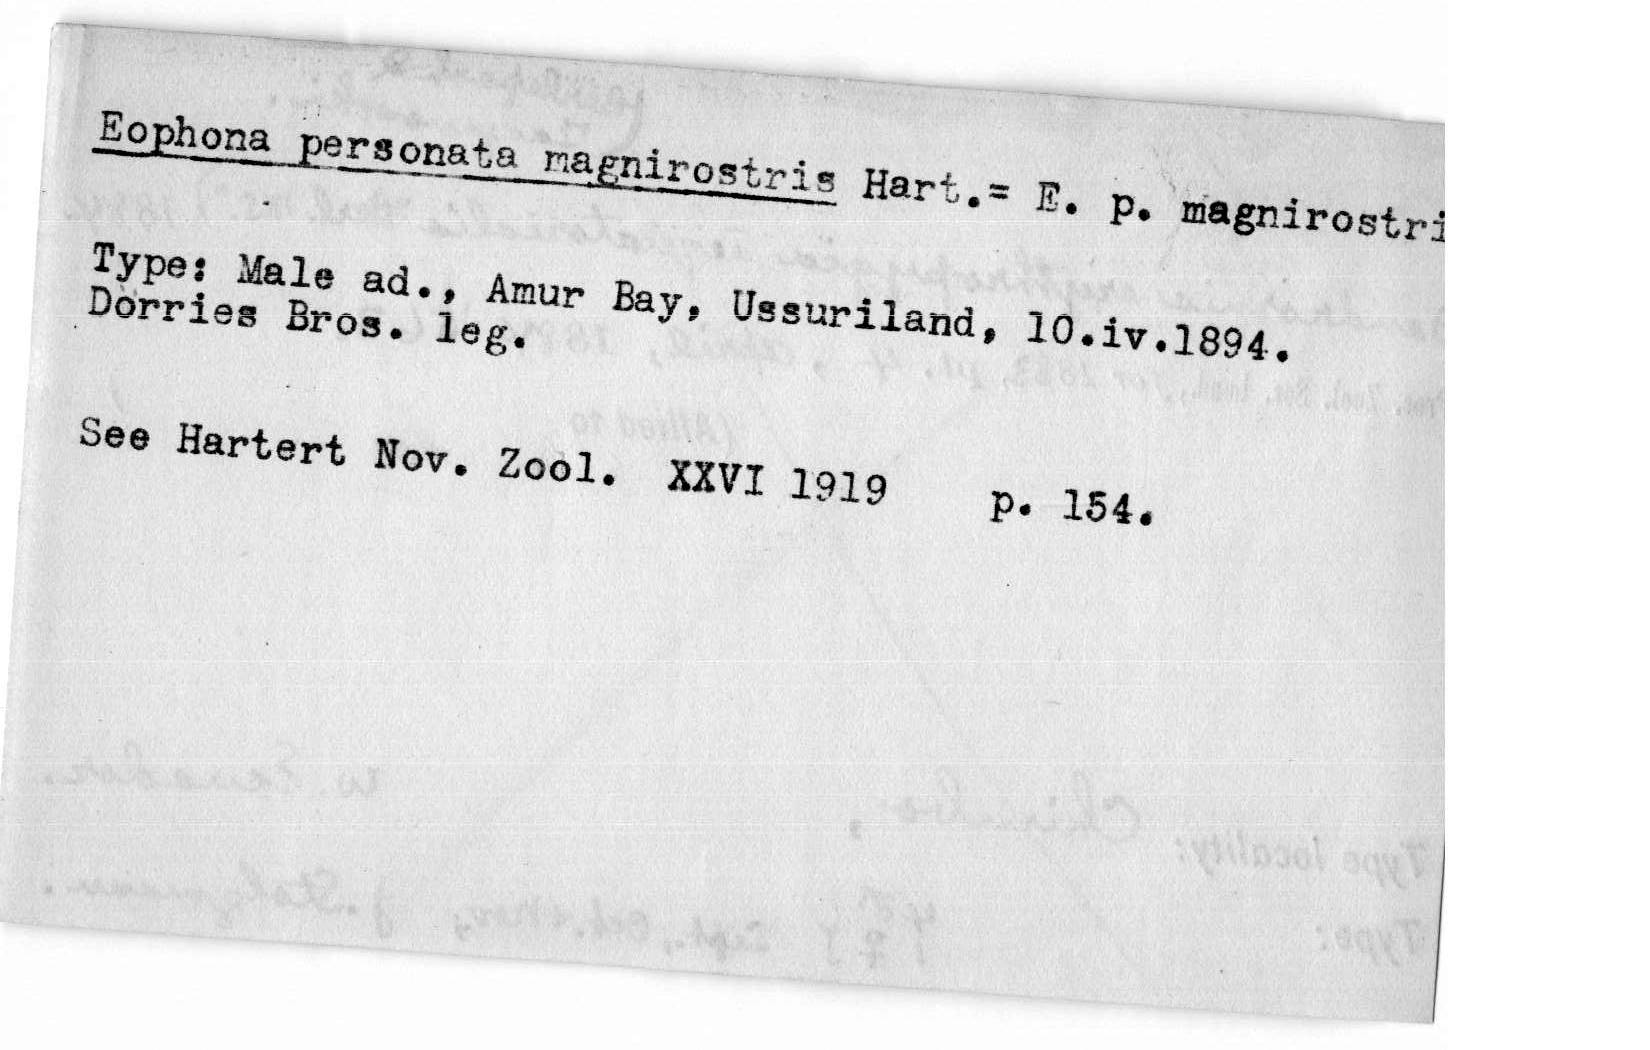 Eophona personata magnirostris Hart.= E. p. magnirostri
Type: Male ad., Amur Bay, Ussuriland, 10.iv.1894.
Dörries Bros. leg.
See Hartert Nov. Zool. XXVI 1919 p. 154.